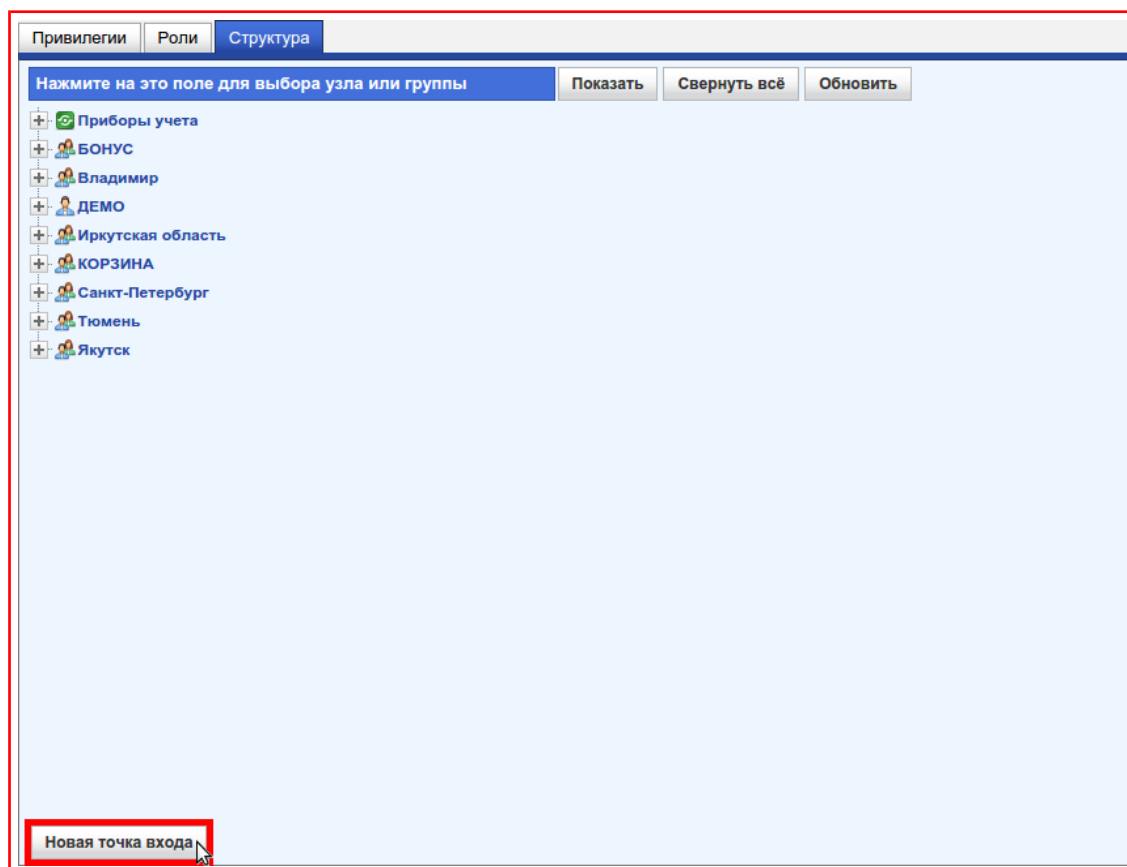 Привилегии Роли Структура
Нажмите на это поле для выбора узла или группы Показать Свернуть всё Обновить
Приборы учета
БОНУС
Владимир
ДЕМО
Иркутская область
КОРЗИНА
Санкт-Петербург
Тюмень
Якутск
Новая точка входа